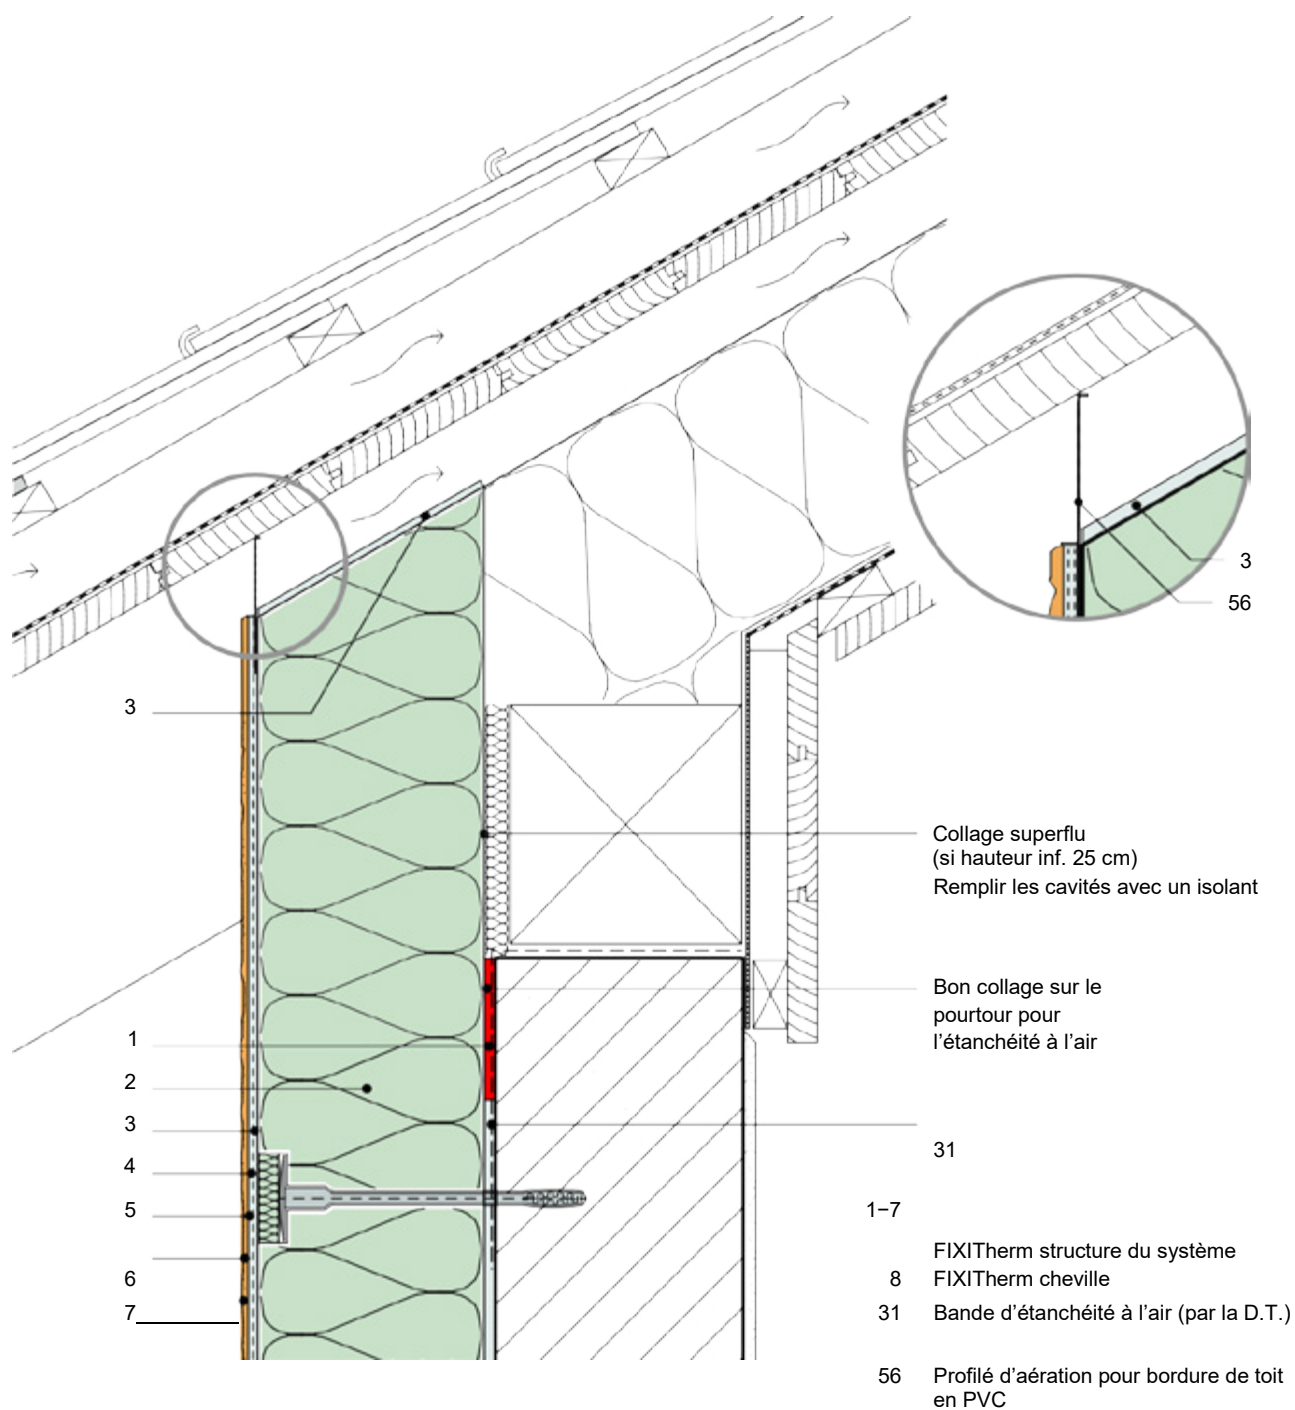 3
56
3
Collage superflu
(si hauteur inf. 25 cm)
Remplir les cavités avec un isolant
Bon collage sur le
pourtour pour
l’étanchéité à l’air
1
2
3
4
5
6
7
31
1–7
FIXITherm structure du système
8 FIXITherm cheville
31 Bande d’étanchéité à l’air (par la D.T.)
56 Profilé d’aération pour bordure de toit
en PVC